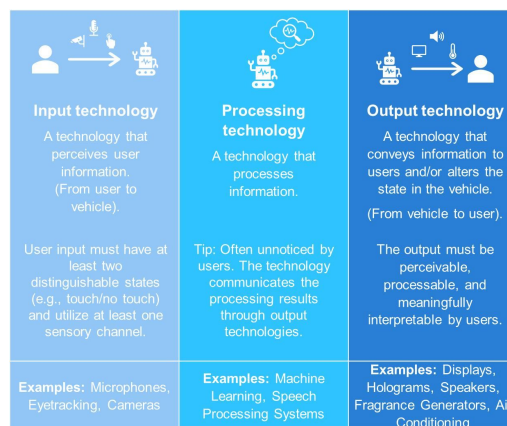 Input technology
A technology that
perceives user
information.
(From user to
vehicle).
User input must have at
least two
distinguishable states
(e.g., touch/no touch)
and utilize at least one
sensory channel.
Examples: Microphones,
Eyetracking, Cameras
Processing
technology
A technology that
processes
information.
Tip: Often unnoticed by
users. The technology
communicates the
processing results
through output
technologies.
Examples: Machine
Learning, Speech
Processing Systems
Output technology
A technology that
conveys information to
users and/or alters the
state in the vehicle.
(From vehicle to user).
The output must be
perceivable,
processable, and
meaningfully
interpretable by users.
Examples: Displays,
Holograms, Speakers,
Fragrance Generators, Ai
Conditioning